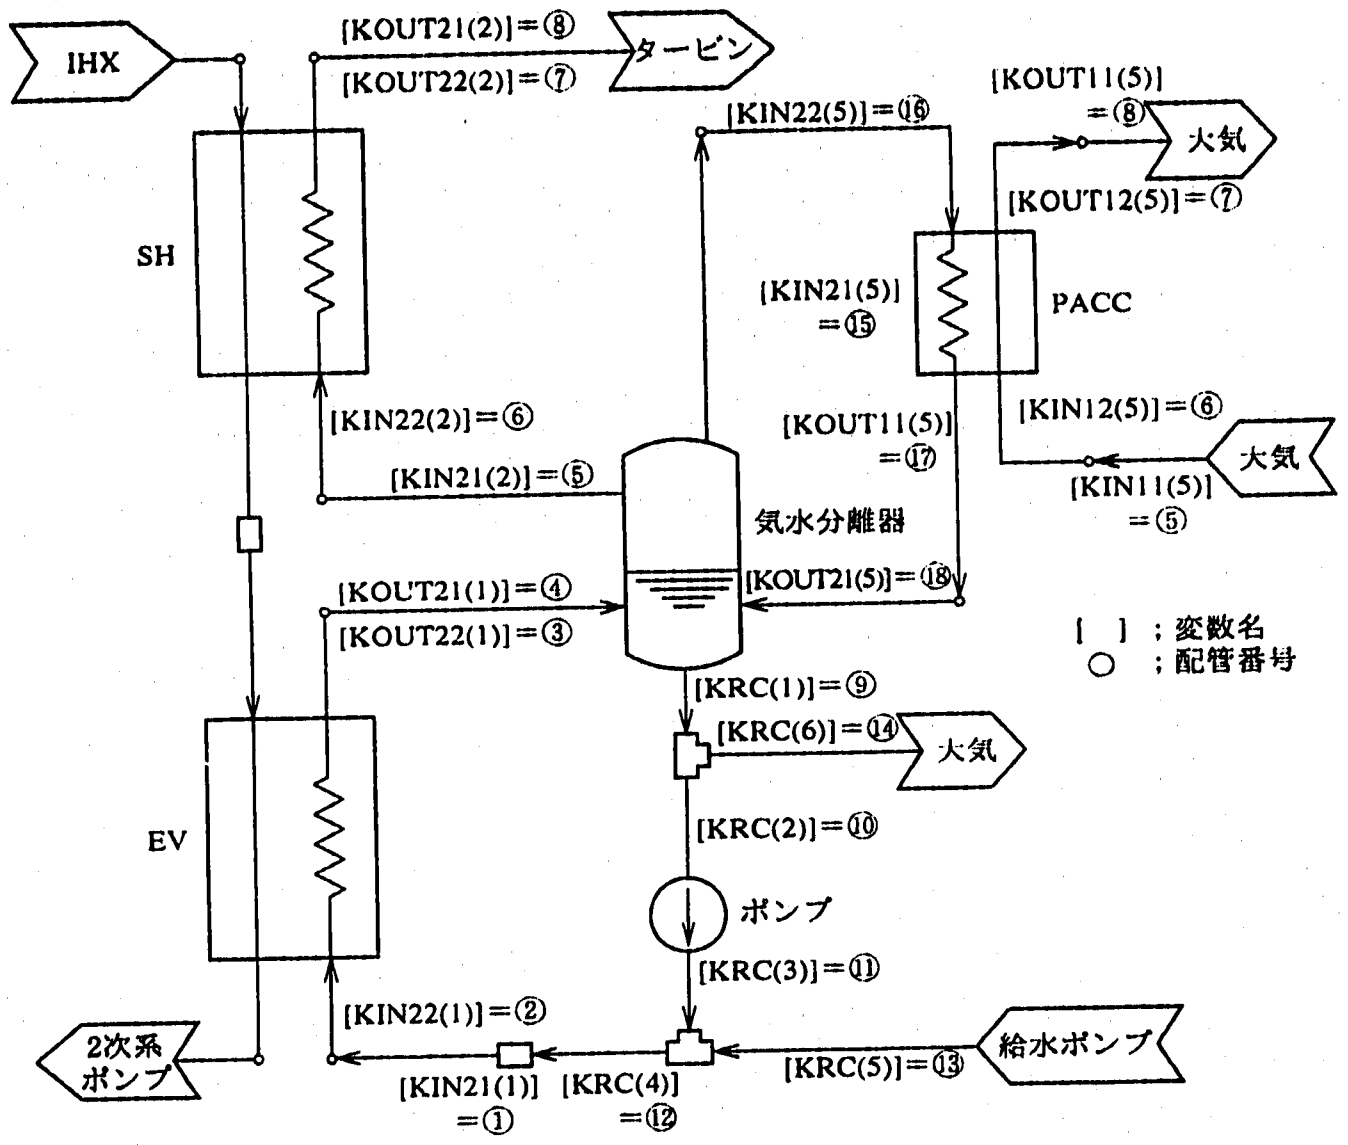 IHX
[KOUT21(2)]=⑧
[KOUT22(2)]=⑦
タービン
[KIN22(5)]=⑯
[KOUT11(5)]
=⑧
大気
[KOUT12(5)]=⑦
SH
[KIN21(5)]
=⑮
PACC
[KIN22(2)]=⑥
[KIN21(2)]=⑤
[KOUT11(5)]
=⑰
[KIN12(5)]=⑥
大気
[KIN11(5)]
=⑤
気水分離器
[KOUT21(1)]=④
[KOUT22(1)]=③
[KOUT21(5)]=⑱
[ ] ; 変数名
○ ; 配管番号
[KRC(1)]=⑨
[KRC(6)]=⑭
大気
EV
[KRC(2)]=⑩
ポンプ
[KRC(3)]=⑪
[KIN22(1)]=②
2次系
ポンプ
[KIN21(1)]
=①
[KRC(4)]
=⑫
[KRC(5)]=⑬
給水ポンプ